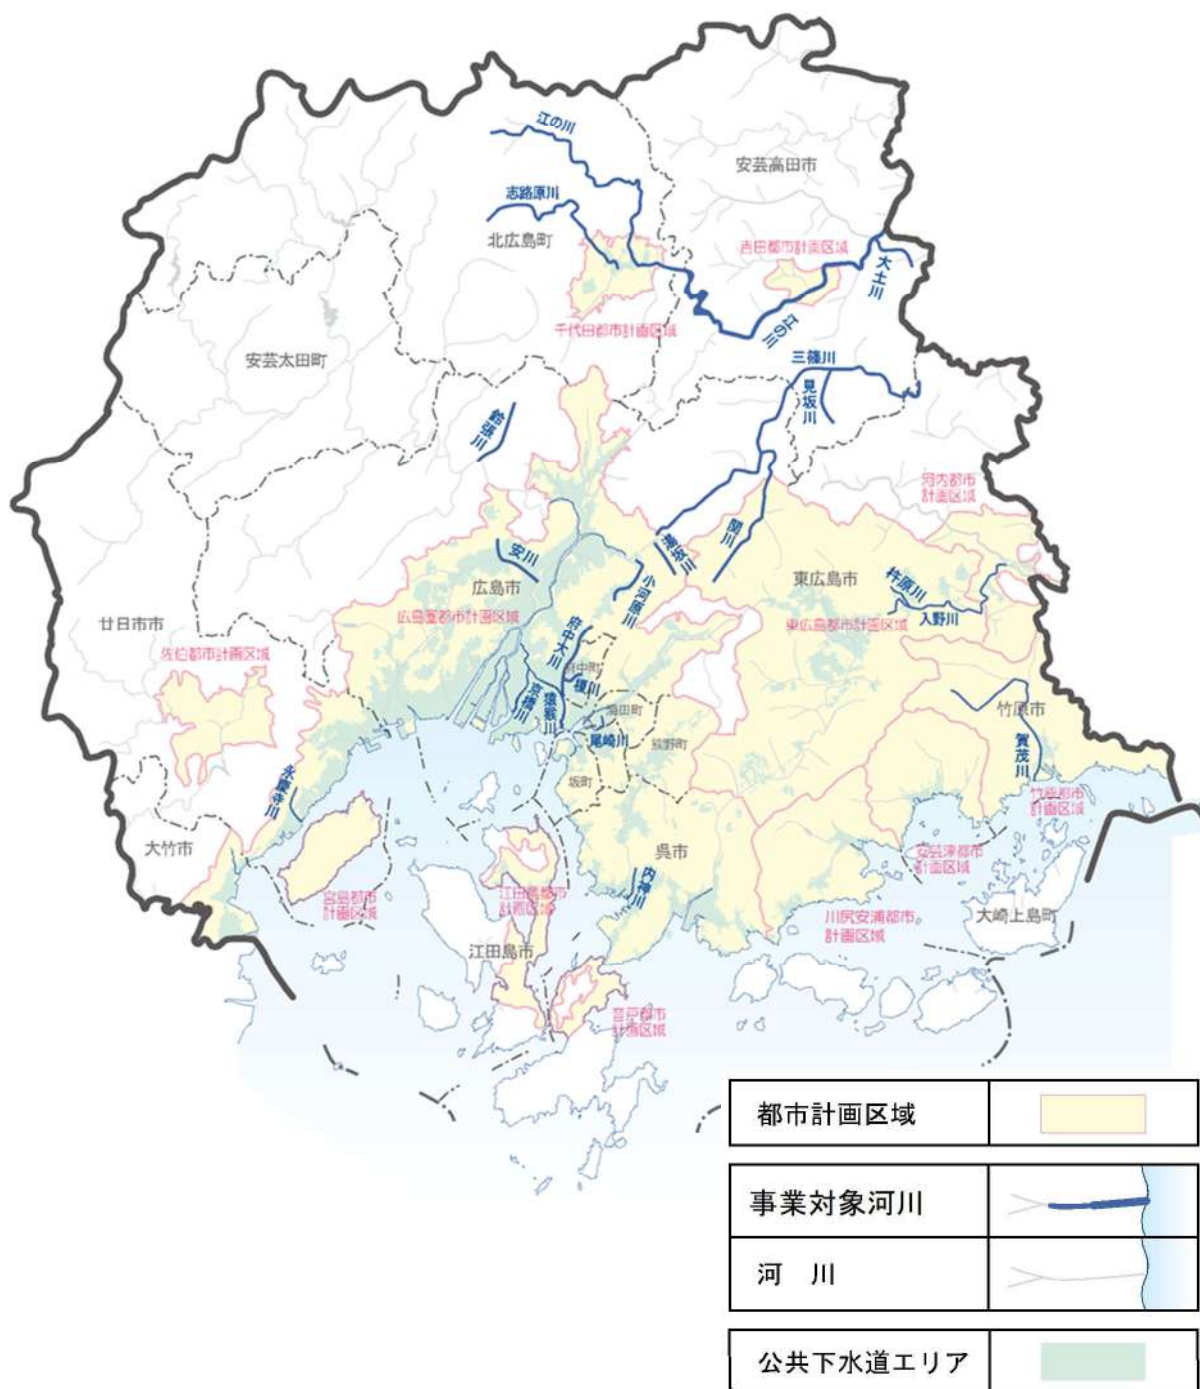 江の川
安芸高田市
志路原川
北広島町
吉田都市計画区域
大土川
江の川
千代田都市計画区域
安芸太田町
三篠川
見坂川
鈴張川
河内都市
計画区域
関川
湯坂川
安川
広島市
小河原川
東広島市
杵原川
入野川
廿日市市
広島圏都市計画区域
東広島都市計画区域
佐伯都市計画区域
府中大川
府中町
榎川
京橋川
猿猴川
海田町
竹原市
尾崎川
熊野町
賀茂川
坂町
永慶寺川
竹原都市
計画区域
大竹市
呉市
安芸津都市
計画区域
内神川
宮島都市
計画区域
江田島都市
計画区域
川尻安浦都市
計画区域
大崎上島町
江田島市
音戸都市
計画区域
都市計画区域
事業対象河川
河　川
公共下水道エリア